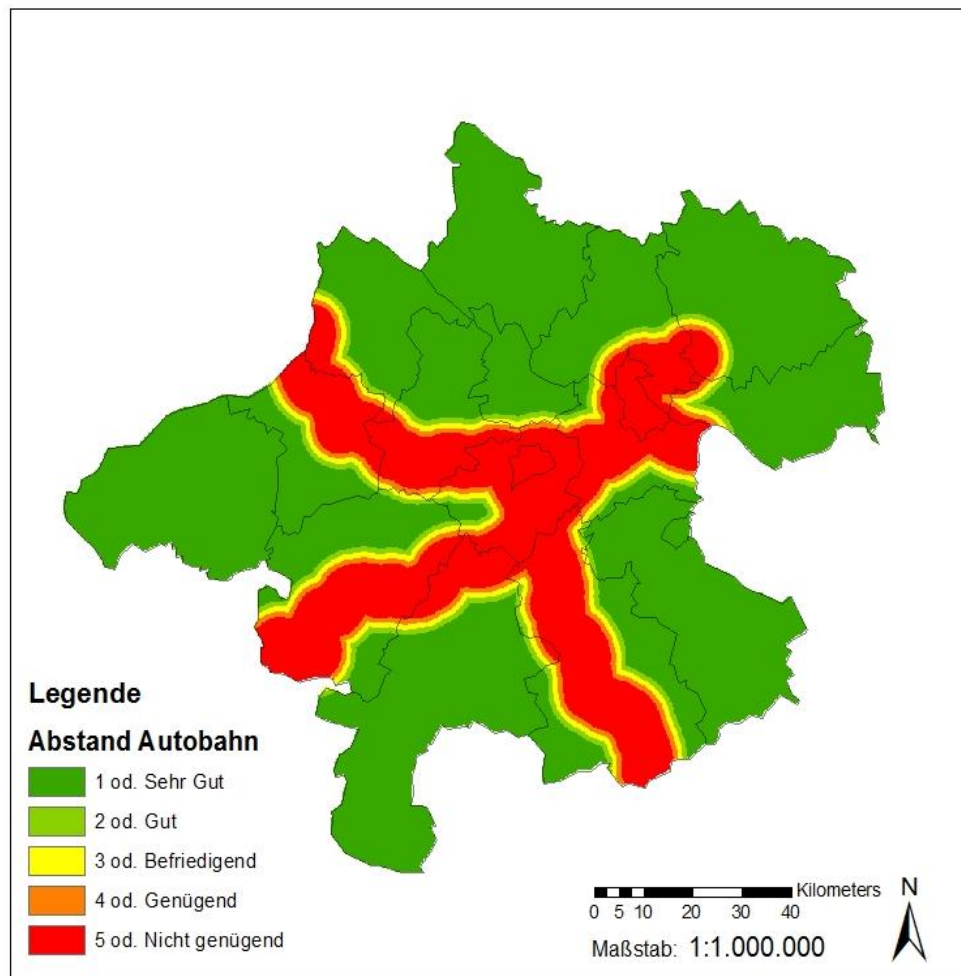 Legende
Abstand Autobahn
1 od. Sehr Gut
2 od. Gut
3 od. Befriedigend
4 od. Genügend
5 od. Nicht genügend
Kilometers
0 5 10 20 30 40
Maßstab: 1:1.000.000
N